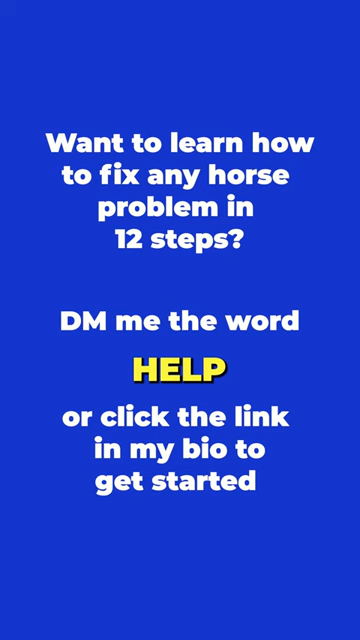 Want to learn how
to fix any horse
problem in
12 steps?
DM me the word
HELP
or click the link
in my bio to
get started